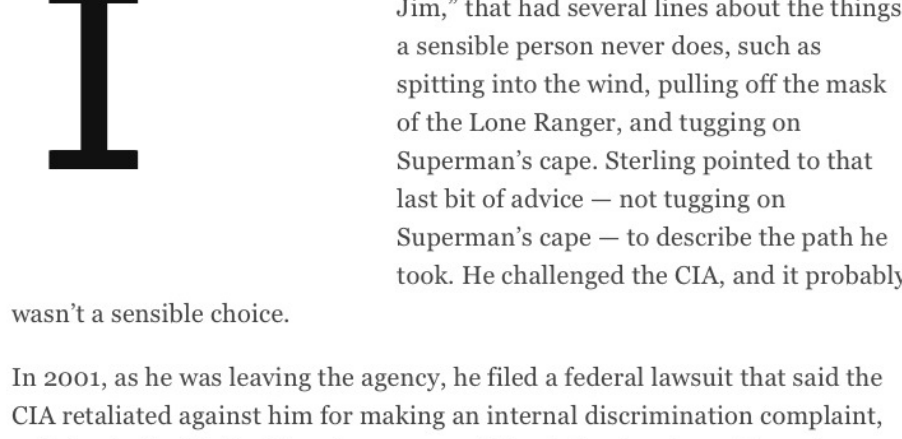 I
Jim,” that had several lines about the things
a sensible person never does, such as
spitting into the wind, pulling off the mask
of the Lone Ranger, and tugging on
Superman’s cape. Sterling pointed to that
last bit of advice — not tugging on
Superman’s cape — to describe the path he
took. He challenged the CIA, and it probably
wasn’t a sensible choice.
In 2001, as he was leaving the agency, he filed a federal lawsuit that said the
CIA retaliated against him for making an internal discrimination complaint,